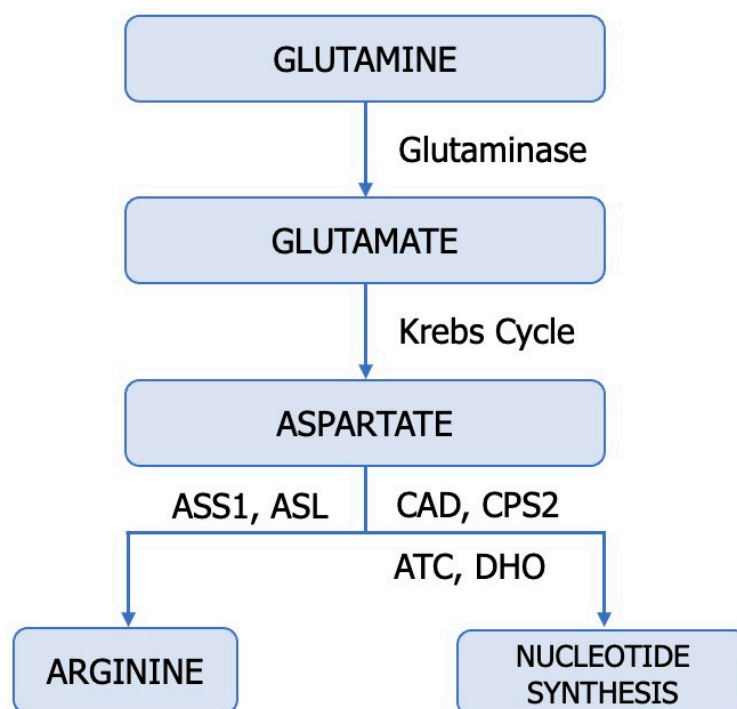 GLUTAMINE
Glutaminase
GLUTAMATE
Krebs Cycle
ASPARTATE
ASS1, ASL
CAD, CPS2
ATC, DHO
ARGININE
NUCLEOTIDE
SYNTHESIS